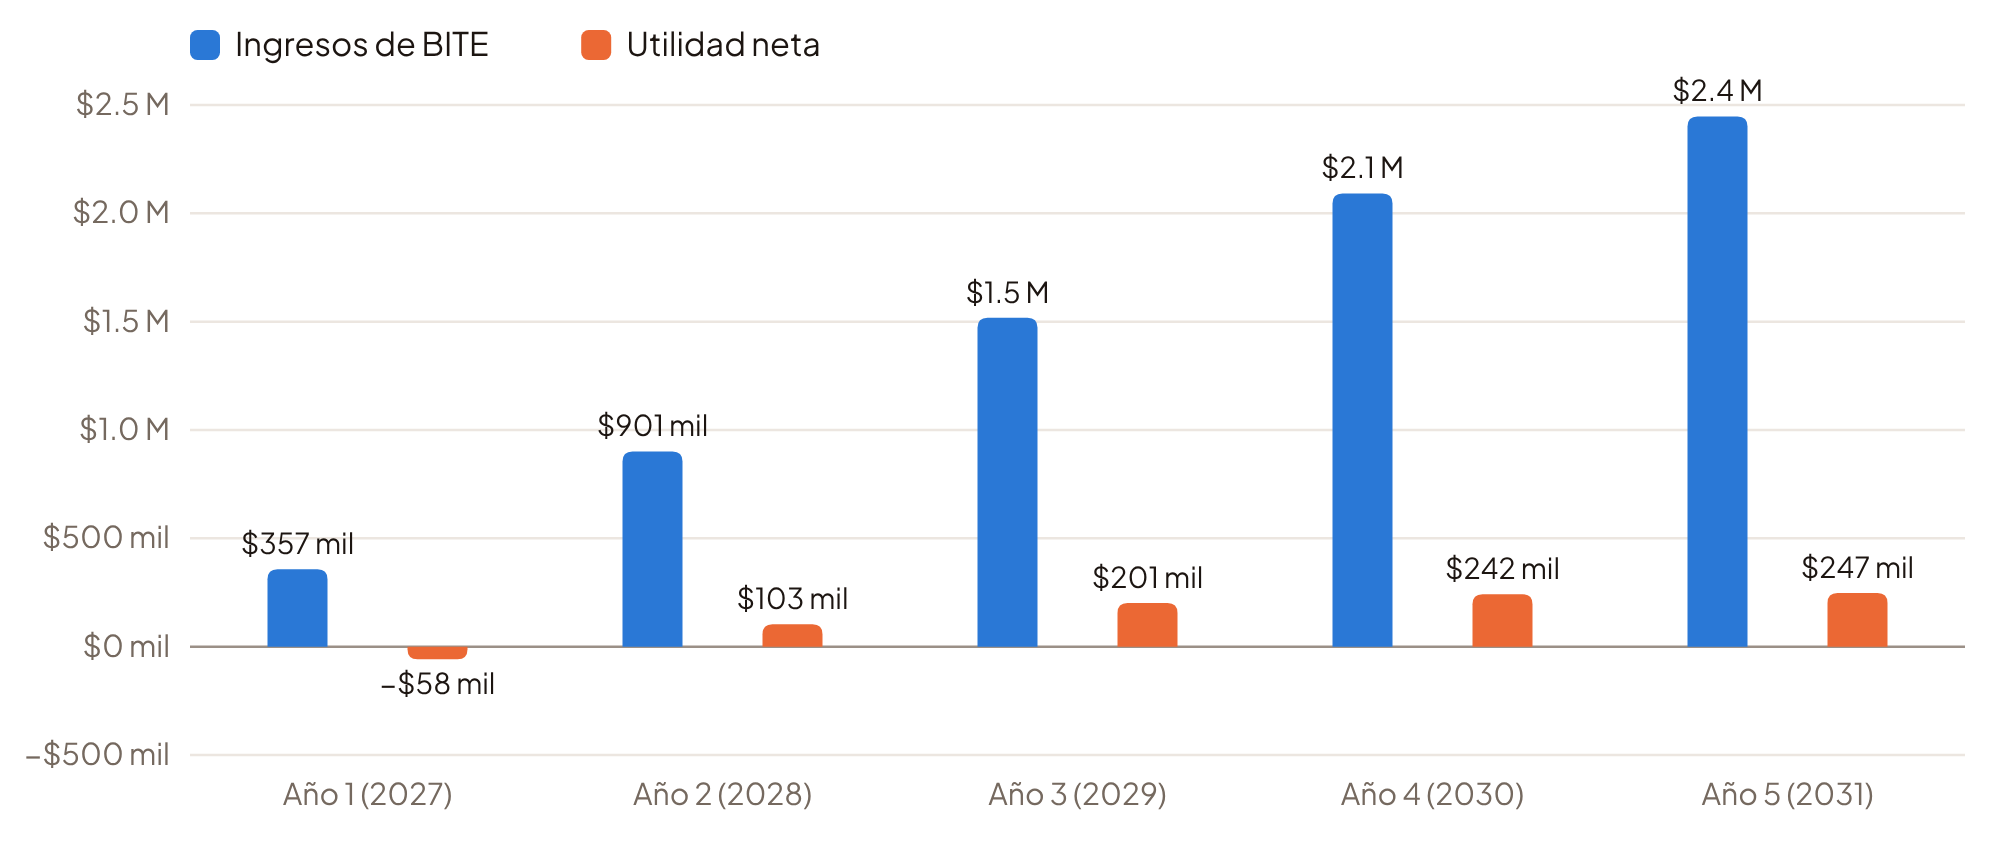 Ingresos de BITE Utilidad neta
$2.5 M
$2.0 M
$1.5 M
$1.0 M
$500 mil
$0 mil
−$500 mil
$357 mil
−$58 mil
$901 mil
$103 mil
$1.5 M
$201 mil
$2.1 M
$242 mil
$2.4 M
$247 mil
Año 1 (2027) Año 2 (2028) Año 3 (2029) Año 4 (2030) Año 5 (2031)